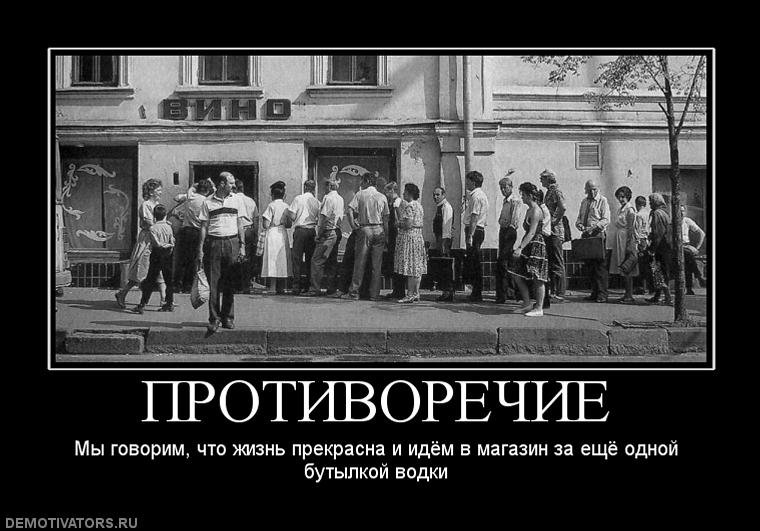 ВИНО
ПРОТИВОРЕЧИЕ
Мы говорим, что жизнь прекрасна и идём в магазин за ещё одной
бутылкой водки
DEMOTIVATORS.RU